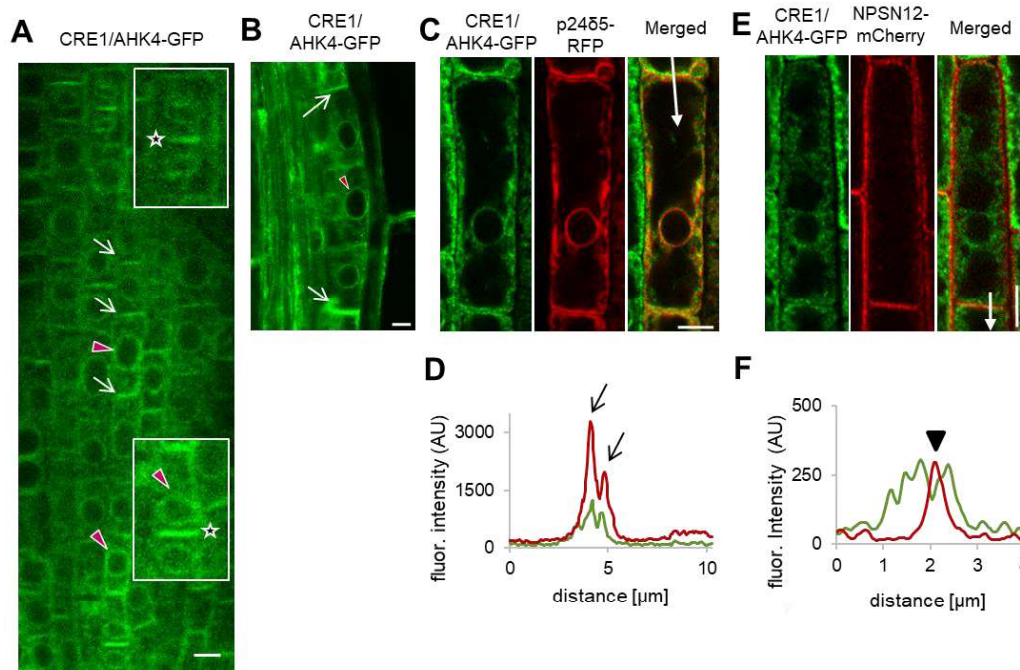 A
CRE1/AHK4-GFP
B
CRE1/
AHK4-GFP
C
CRE1/
AHK4-GFP
p24δ5-
RFP
Merged
E
CRE1/
AHK4-GFP
NPSN12-
mCherry
Merged
D
fluor. intensity (AU)
3000
1500
0
0
5
10
distance [µm]
F
fluor. Intensity (AU)
500
250
0
0
1
2
3
distance [µm]